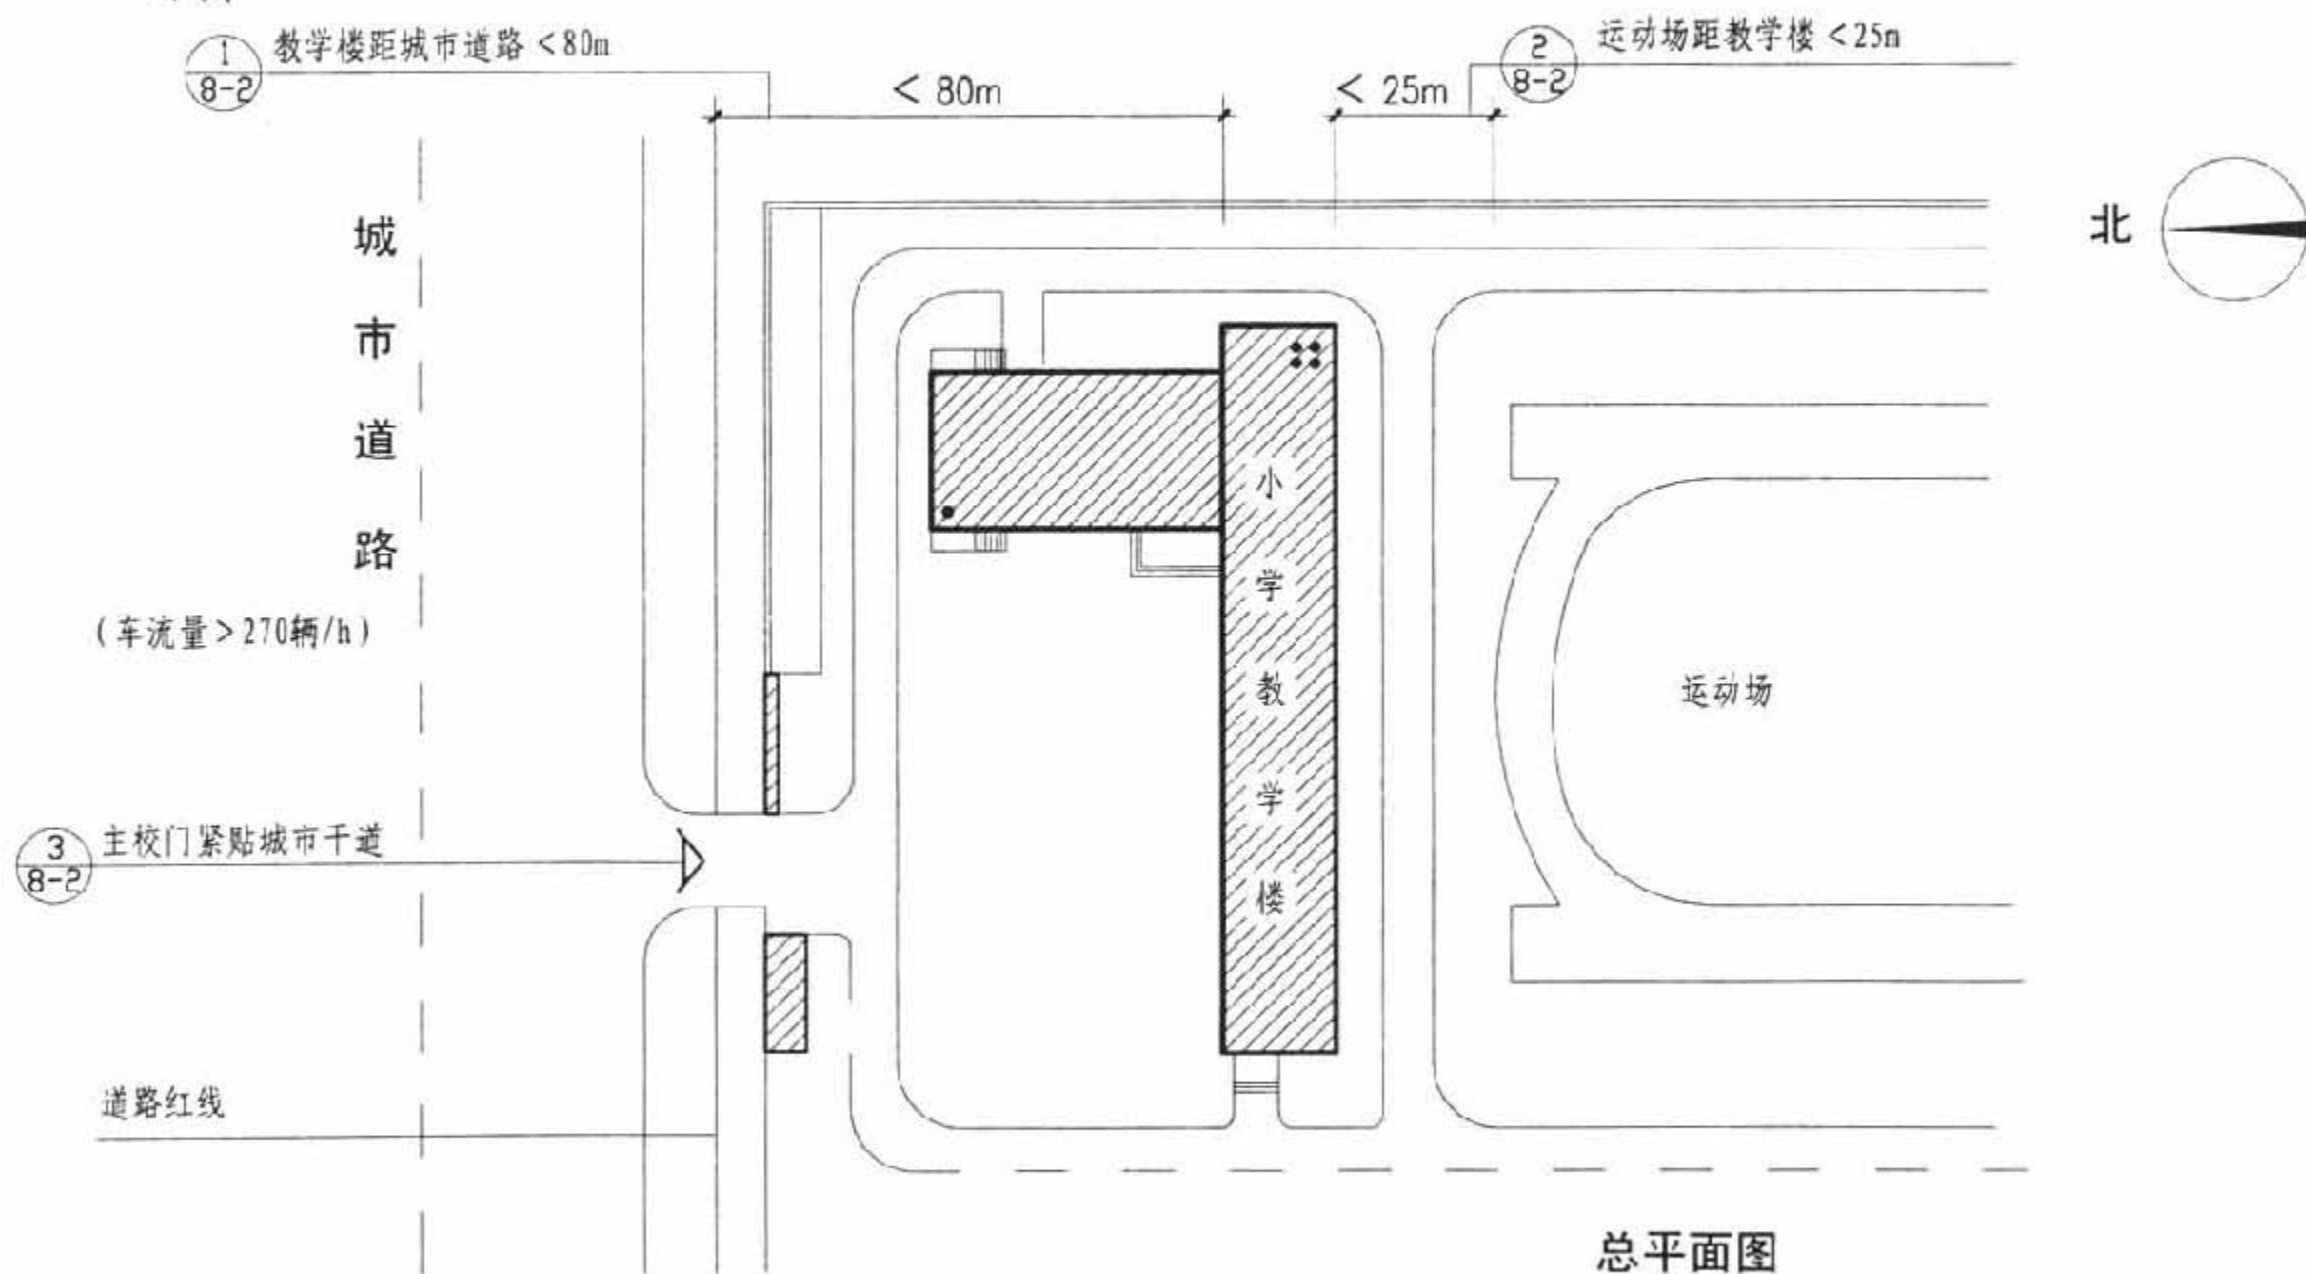 1
8-2
教学楼距城市道路<80m
<80m
<25m
2
8-2
运动场距教学楼<25m
北
城市道路
(车流量>270辆/h)
小学教学楼
运动场
3
8-2
主校门紧贴城市干道
道路红线
总平面图